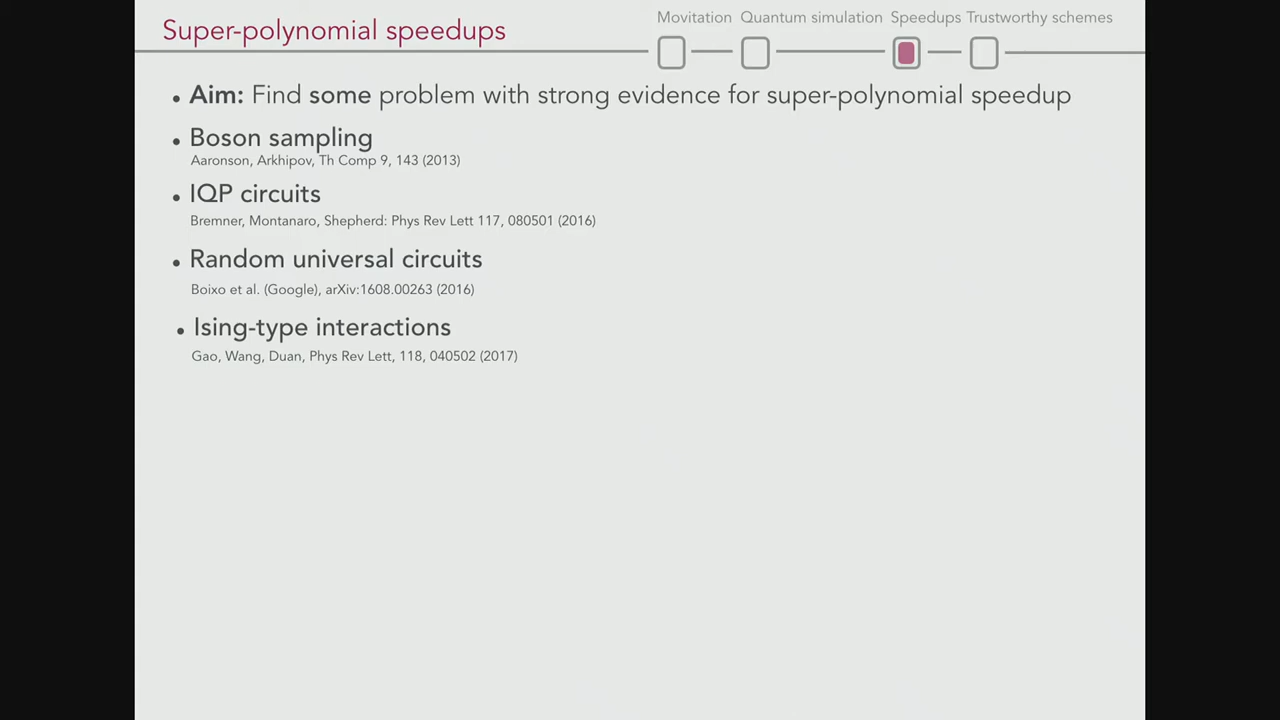 Super-polynomial speedups
Movitation Quantum simulation Speedups Trustworthy schemes
• Aim: Find some problem with strong evidence for super-polynomial speedup
• Boson sampling
Aaronson, Arkhipov, Th Comp 9, 143 (2013)
• IQP circuits
Bremner, Montanaro, Shepherd: Phys Rev Lett 117, 080501 (2016)
• Random universal circuits
Boixo et al. (Google), arXiv:1608.00263 (2016)
• Ising-type interactions
Gao, Wang, Duan, Phys Rev Lett, 118, 040502 (2017)